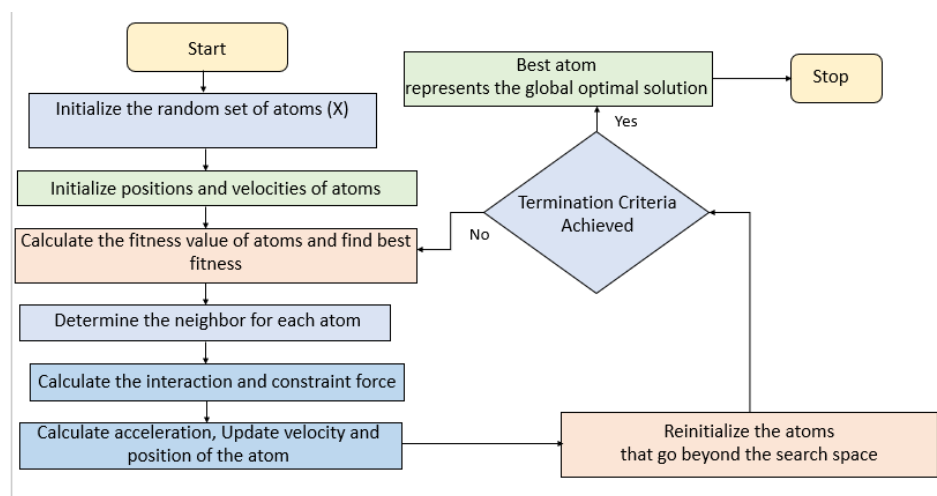 Start
Initialize the random set of atoms (X)
Initialize positions and velocities of atoms
Calculate the fitness value of atoms and find best
fitness
Determine the neighbor for each atom
Calculate the interaction and constraint force
Calculate acceleration, Update velocity and
position of the atom
Reinitialize the atoms
that go beyond the search space
Termination Criteria
Achieved
No
Yes
Best atom
represents the global optimal solution
Stop